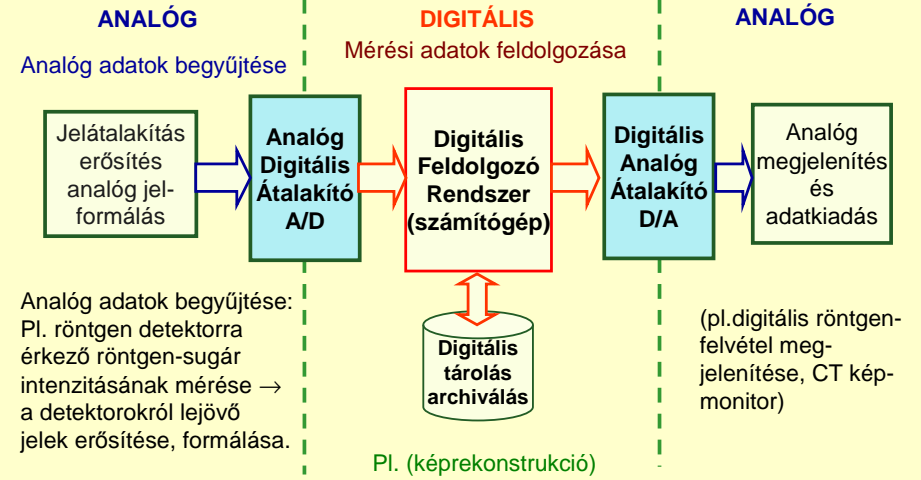 ANALÓG
DIGITÁLIS
ANALÓG
Analóg adatok begyűjtése
Mérési adatok feldolgozása
Jelátalakítás
erősítés
analóg jel-
formálás
Analóg
Digitális
Átalakító
A/D
Digitális
Feldolgozó
Rendszer
(számítógép)
Digitális
Analóg
Átalakító
D/A
Analóg
megjelenítés
és
adatkiadás
Analóg adatok begyűjtése:
Pl. röntgen detektorra
érkező röntgen-sugár
intenzitásának mérése →
a detektorokról lejövő
jelek erősítése, formálása.
Digitális
tárolás
archiválás
(pl.digitális röntgen-
felvétel meg-
jelenítése, CT kép-
monitor)
Pl. (képrekonstrukció)